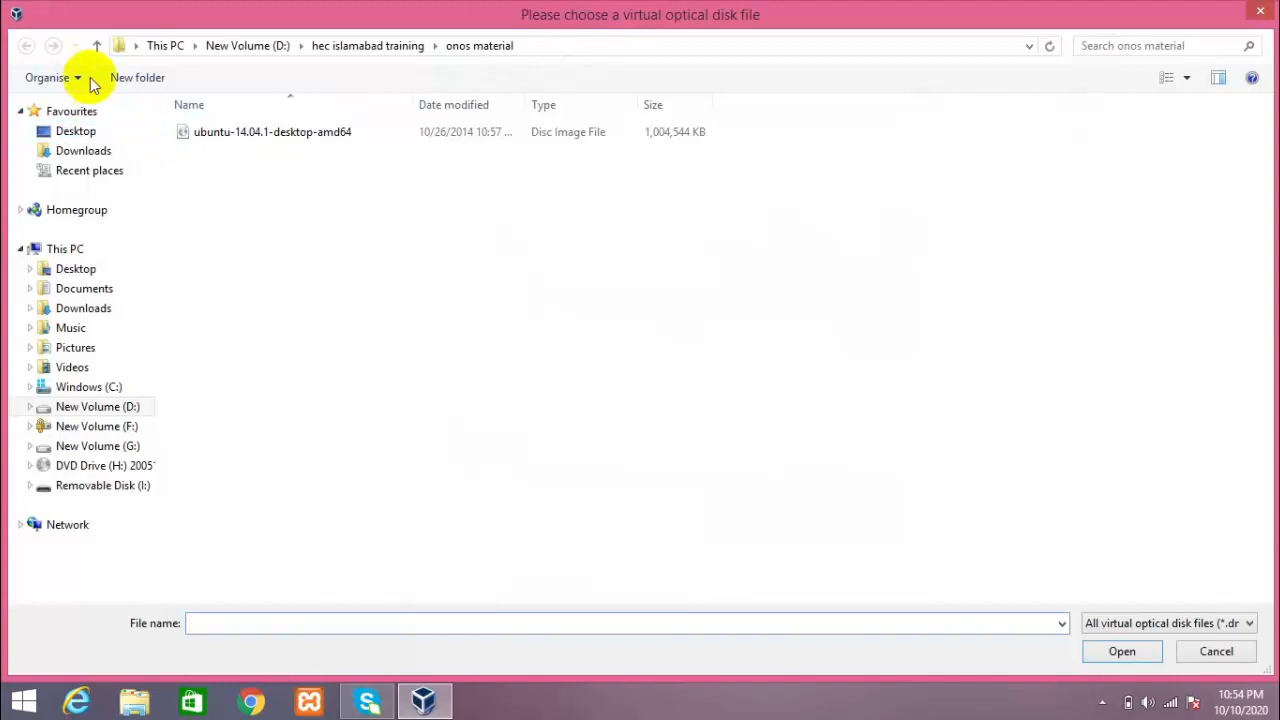 Please choose a virtual optical disk file
This PC New Volume (D:) hec islamabad training onos material
Search onos material
Organise New folder
Name Date modified Type Size
ubuntu-14.04.1-desktop-amd64 10/26/2014 10:57 ... Disc Image File 1,004,544 KB
Favourites
Desktop
Downloads
Recent places
Homegroup
This PC
Desktop
Documents
Downloads
Music
Pictures
Videos
Windows (C:)
New Volume (D:)
New Volume (F:)
New Volume (G:)
DVD Drive (H:) 2005
Removable Disk (I:)
Network
File name:
All virtual optical disk files (*.dr
Open Cancel
10:54 PM
10/10/2020